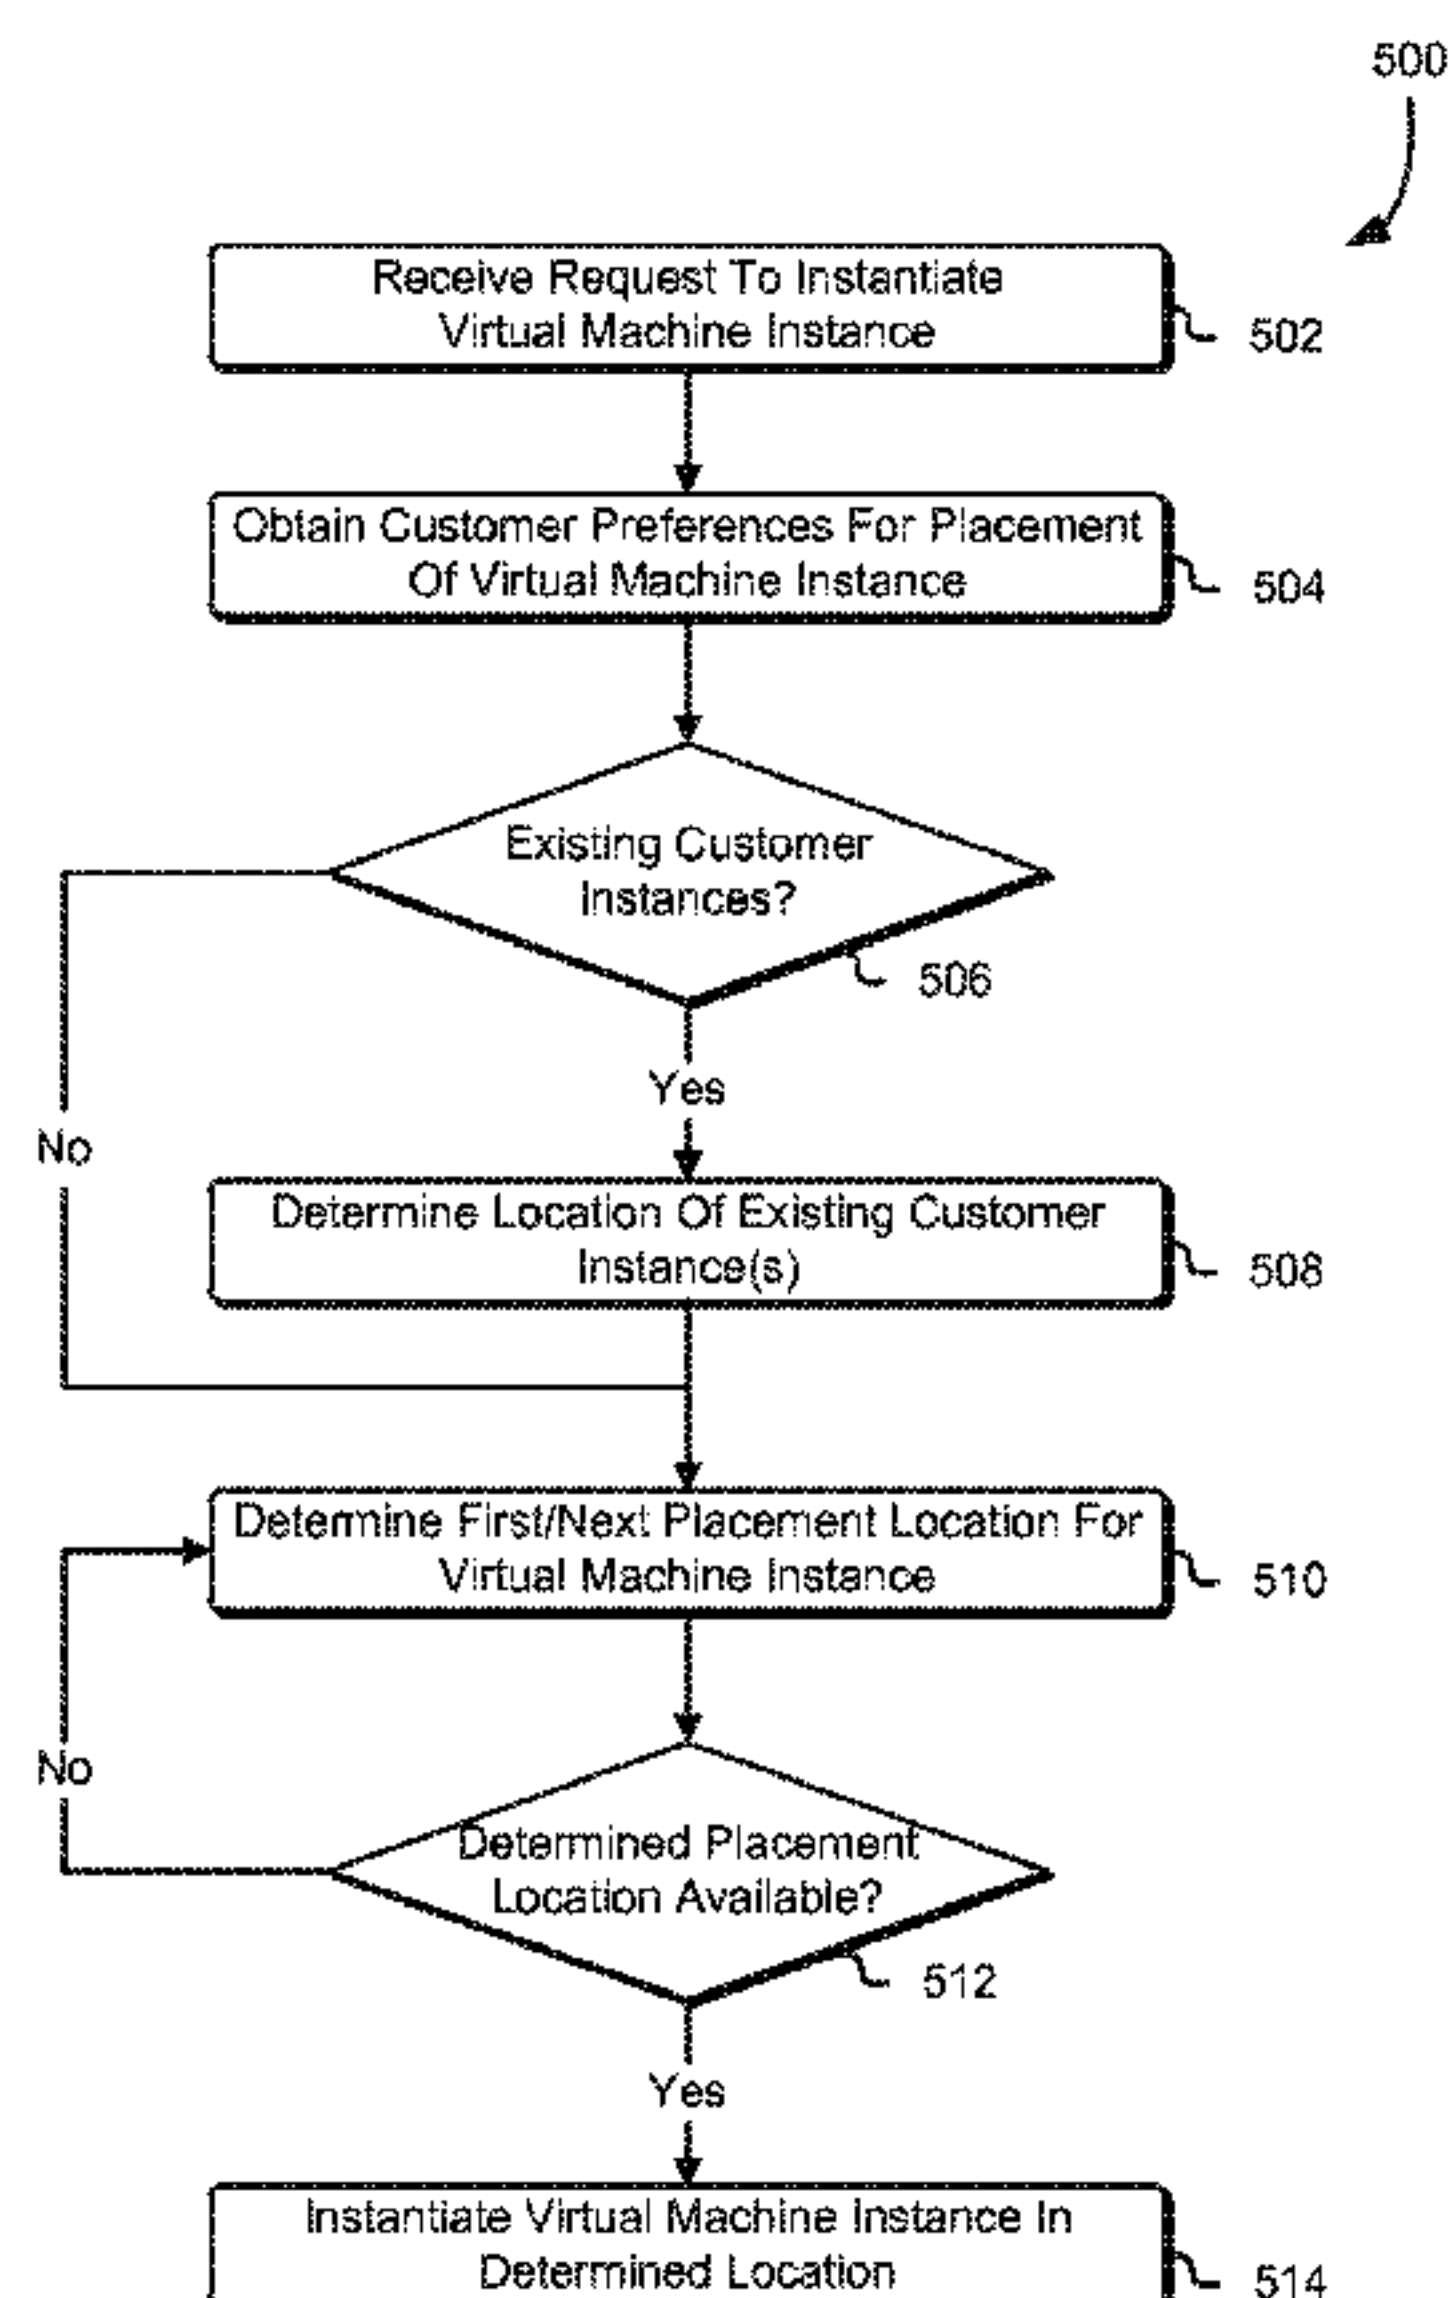 500
Receive Request To Instantiate
Virtual Machine Instance
502
Obtain Customer Preferences For Placement
Of Virtual Machine Instance
504
Existing Customer
Instances?
506
Yes
No
Determine Location Of Existing Customer
Instance(s)
508
Determine First/Next Placement Location For
Virtual Machine Instance
510
No
Determined Placement
Location Available?
512
Yes
Instantiate Virtual Machine Instance In
Determined Location
514